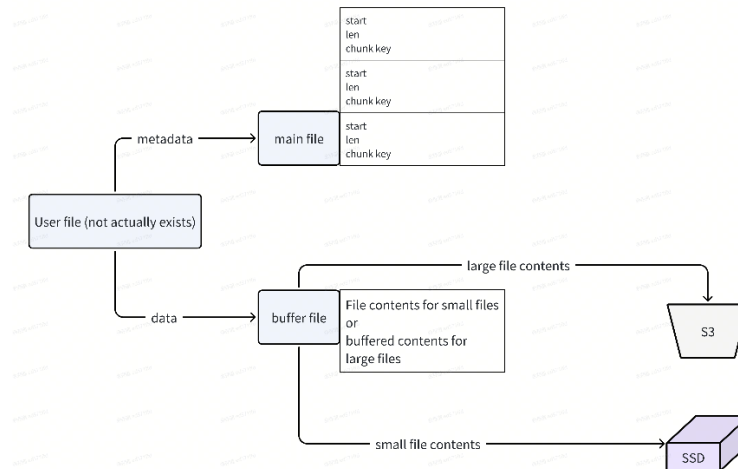 start
len
chunk key
start
len
chunk key
start
len
chunk key
metadata
main file
User file (not actually exists)
large file contents
data
buffer file
File contents for small files
or
buffered contents for
large files
S3
small file contents
SSD